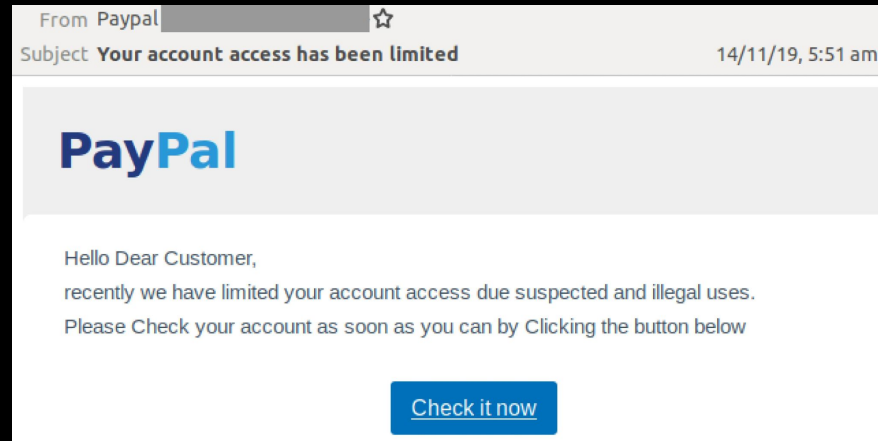 From Paypal
Subject Your account access has been limited 14/11/19, 5:51 am
PayPal
Hello Dear Customer,
recently we have limited your account access due suspected and illegal uses.
Please Check your account as soon as you can by Clicking the button below
Check it now